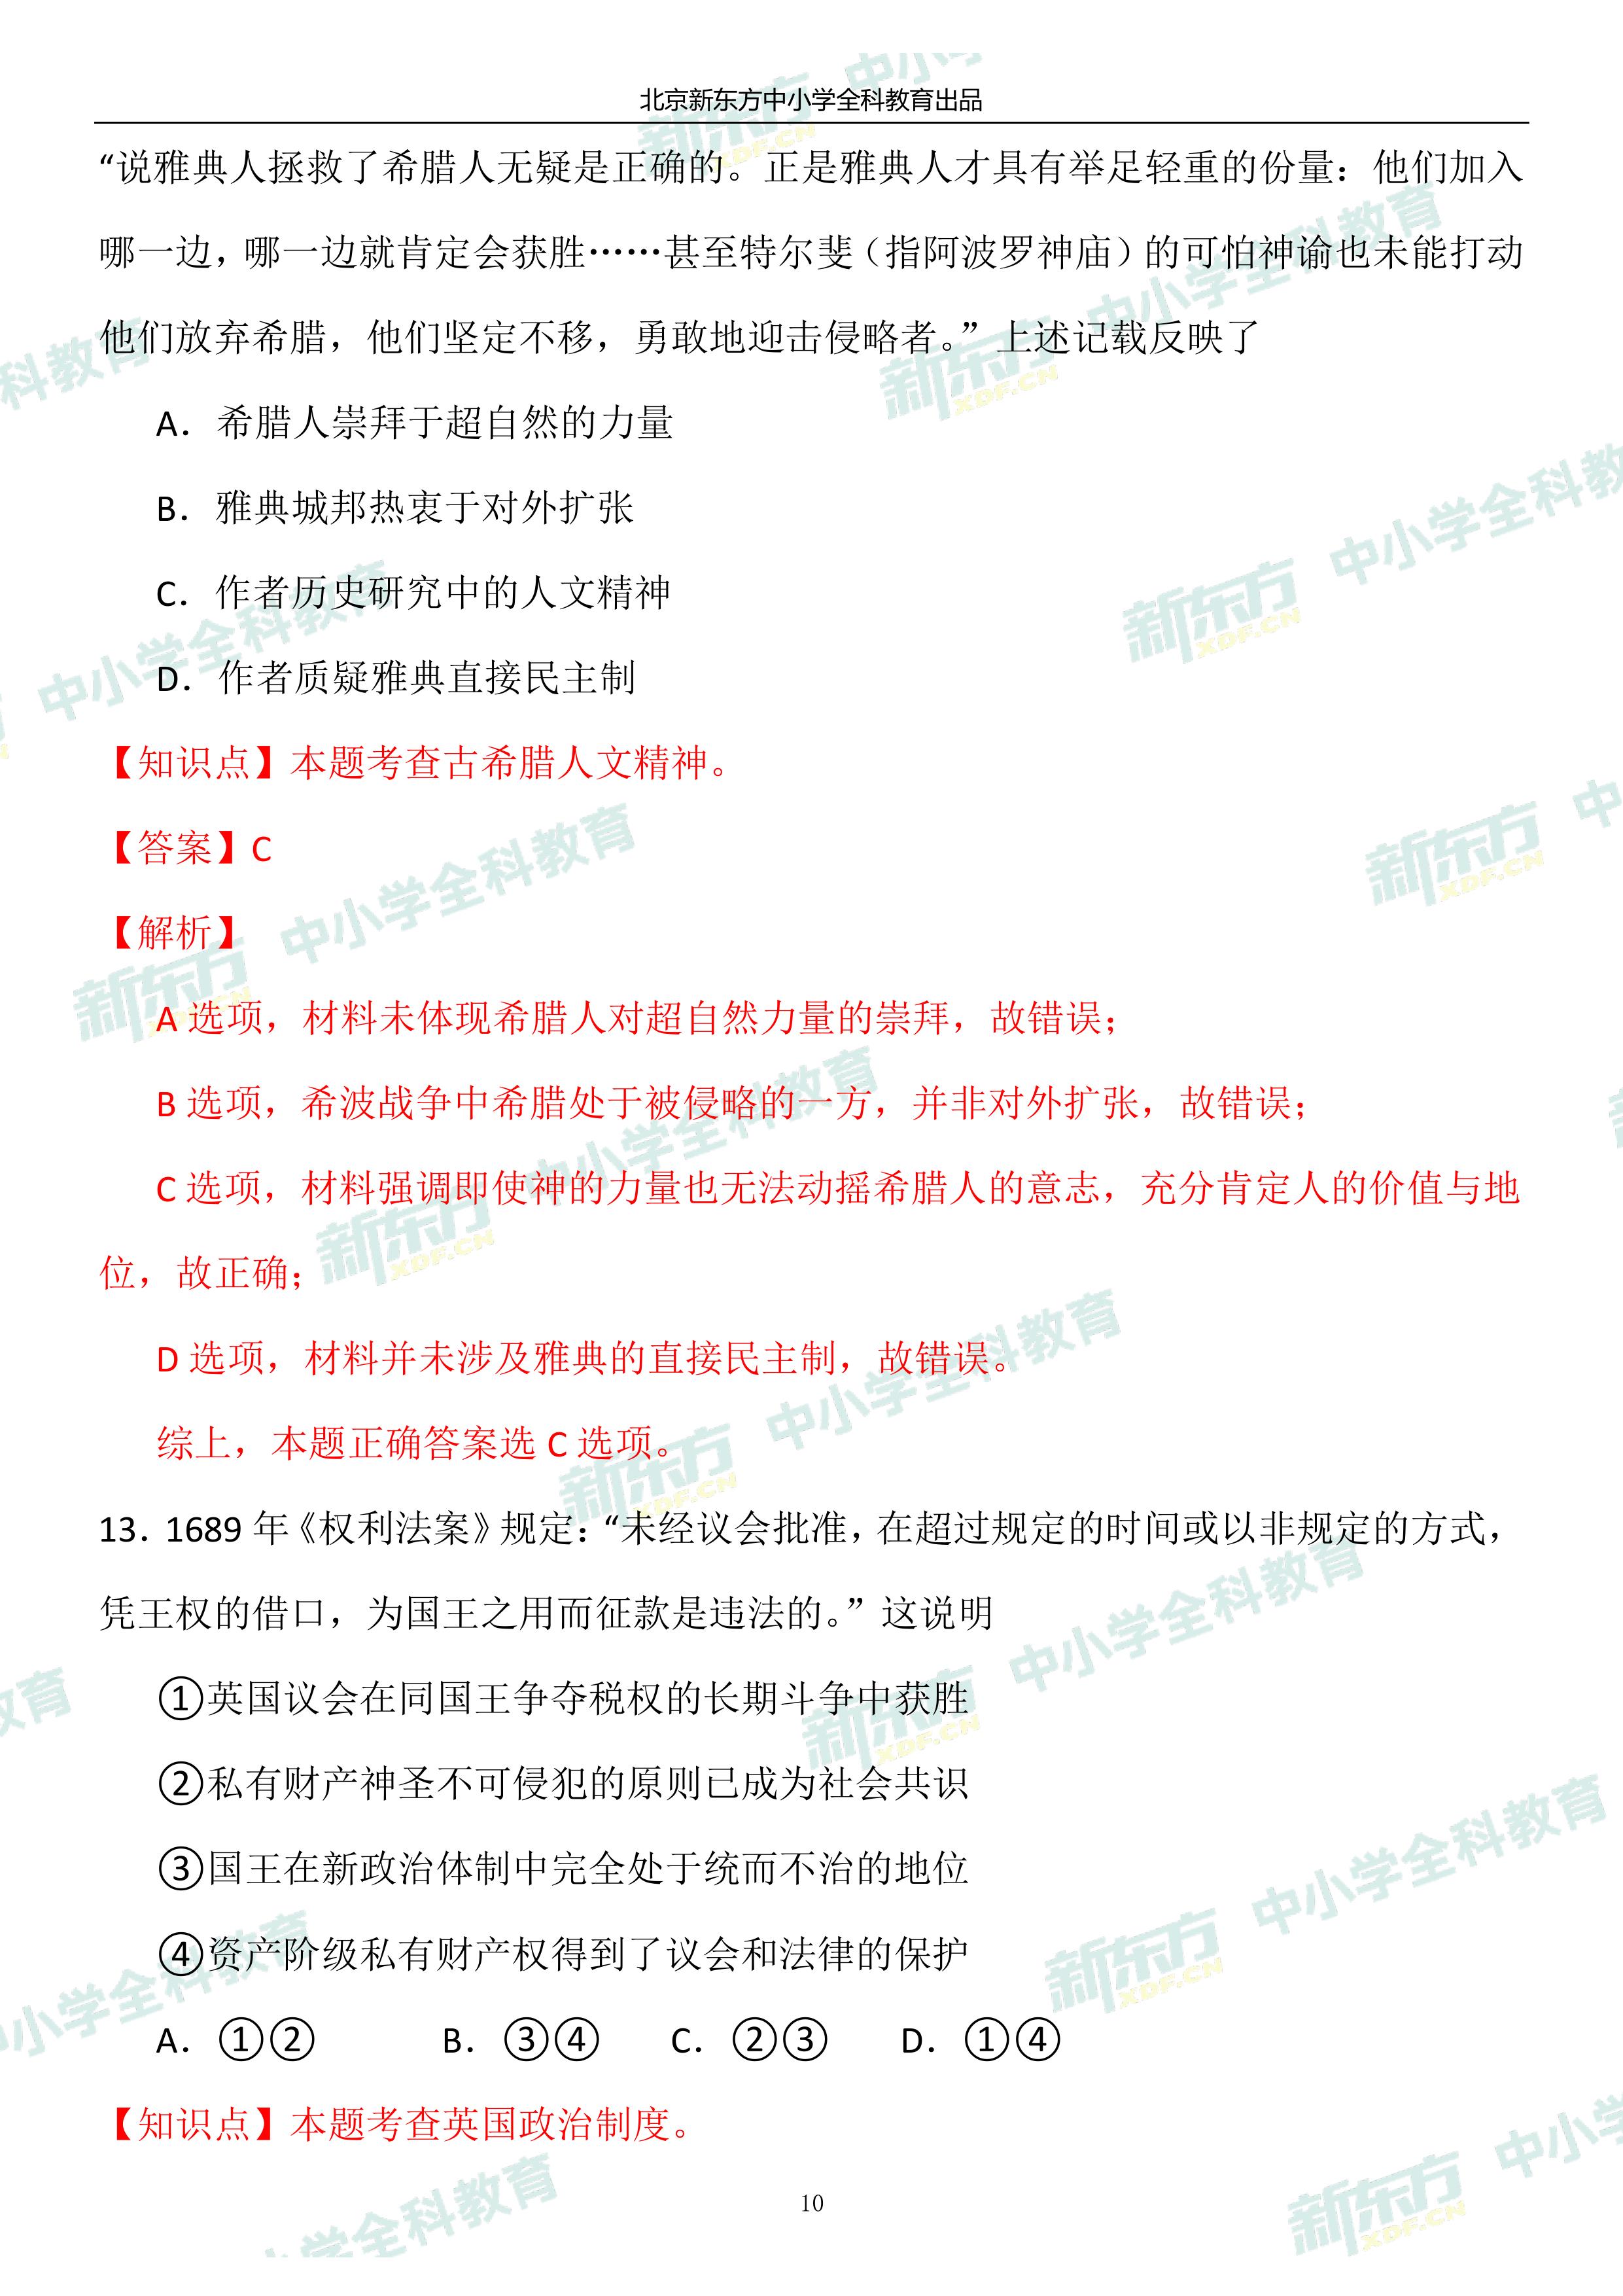 北京新东方中小学全科教育出品
“说雅典人拯救了希腊人无疑是正确的。正是雅典人才具有举足轻重的份量：他们加入
哪一边，哪一边就肯定会获胜……甚至特尔斐（指阿波罗神庙）的可怕神谕也未能打动
他们放弃希腊，他们坚定不移，勇敢地迎击侵略者。”上述记载反映了
A．希腊人崇拜于超自然的力量
B．雅典城邦热衷于对外扩张
C．作者历史研究中的人文精神
D．作者质疑雅典直接民主制
【知识点】本题考查古希腊人文精神。
【答案】C
【解析】
A 选项，材料未体现希腊人对超自然力量的崇拜，故错误；
B 选项，希波战争中希腊处于被侵略的一方，并非对外扩张，故错误；
C 选项，材料强调即使神的力量也无法动摇希腊人的意志，充分肯定人的价值与地
位，故正确；
D 选项，材料并未涉及雅典的直接民主制，故错误。
综上，本题正确答案选 C 选项。
13．1689 年《权利法案》规定：“未经议会批准，在超过规定的时间或以非规定的方式，
凭王权的借口，为国王之用而征款是违法的。”这说明
①英国议会在同国王争夺税权的长期斗争中获胜
②私有财产神圣不可侵犯的原则已成为社会共识
③国王在新政治体制中完全处于统而不治的地位
④资产阶级私有财产权得到了议会和法律的保护
A．①② B．③④ C．②③ D．①④
【知识点】本题考查英国政治制度。
10